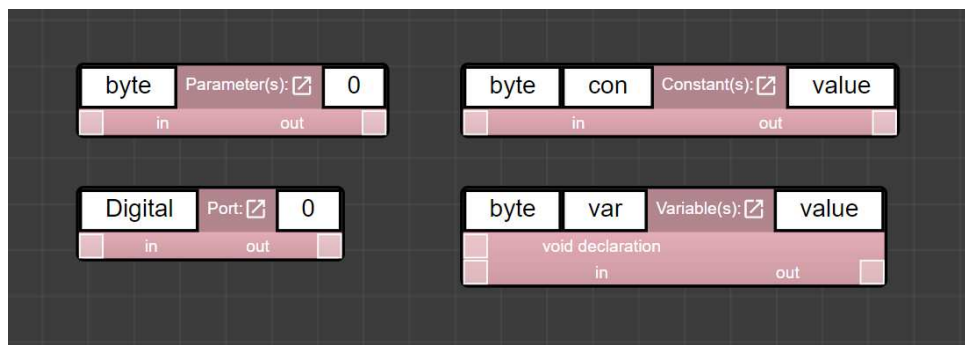 byte Parameter(s): 0
in out
byte con Constant(s): value
in out
Digital Port: 0
in out
byte var Variable(s): value
void declaration
in out